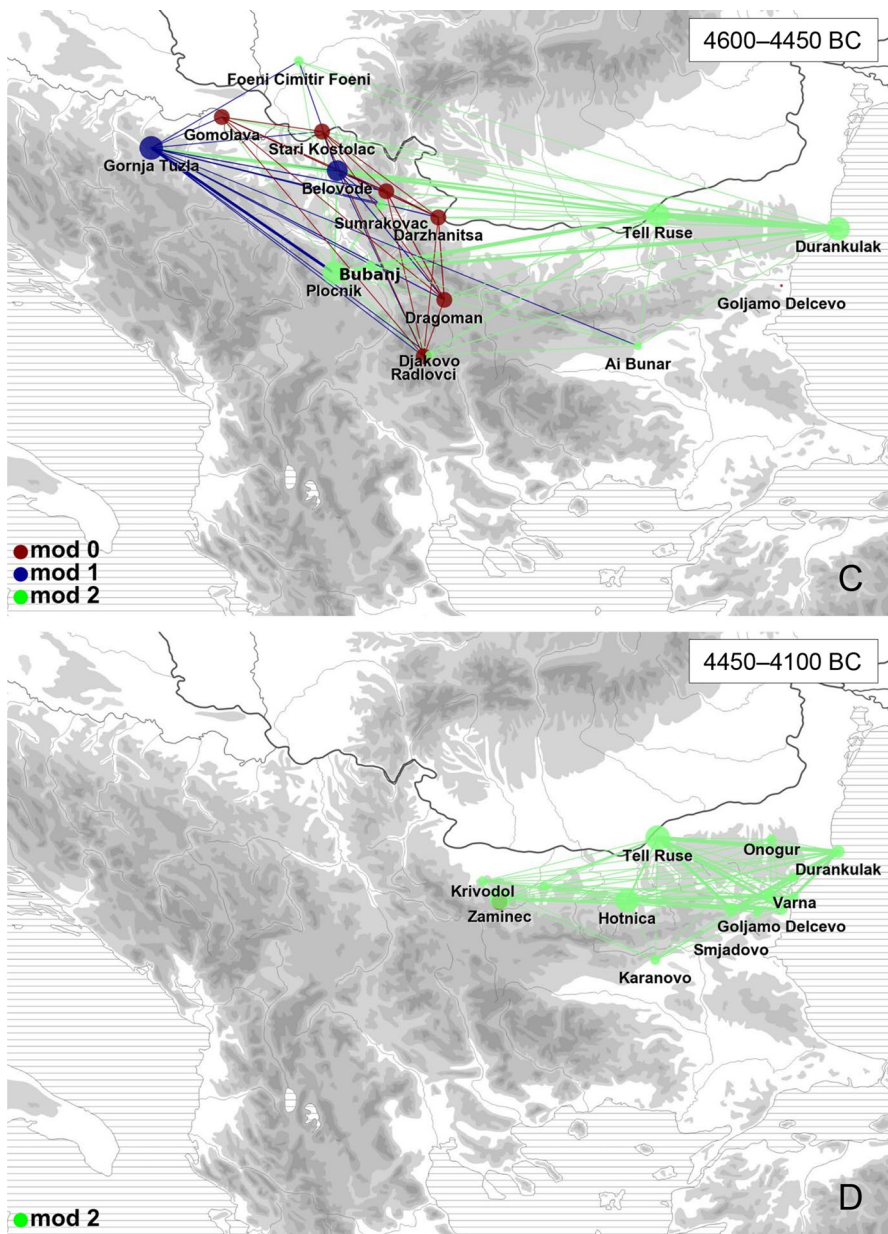 4600–4450 BC
Foeni Cimitir Foeni
Gomolava
Stari Kostolac
Gornja Tuzla
Belovode
Sumrakovac
Darzhanitsa
Tell Ruse
Durankulak
Bubanj
Plocnik
Goljamo Delcevo
Dragoman
Djakovo
Radlovci
Ai Bunar
mod 0
mod 1
mod 2
C
4450–4100 BC
Tell Ruse
Onogur
Durankulak
Krivodol
Varna
Zaminec
Hotnica
Goljamo Delcevo
Smjadovo
Karanovo
mod 2
D